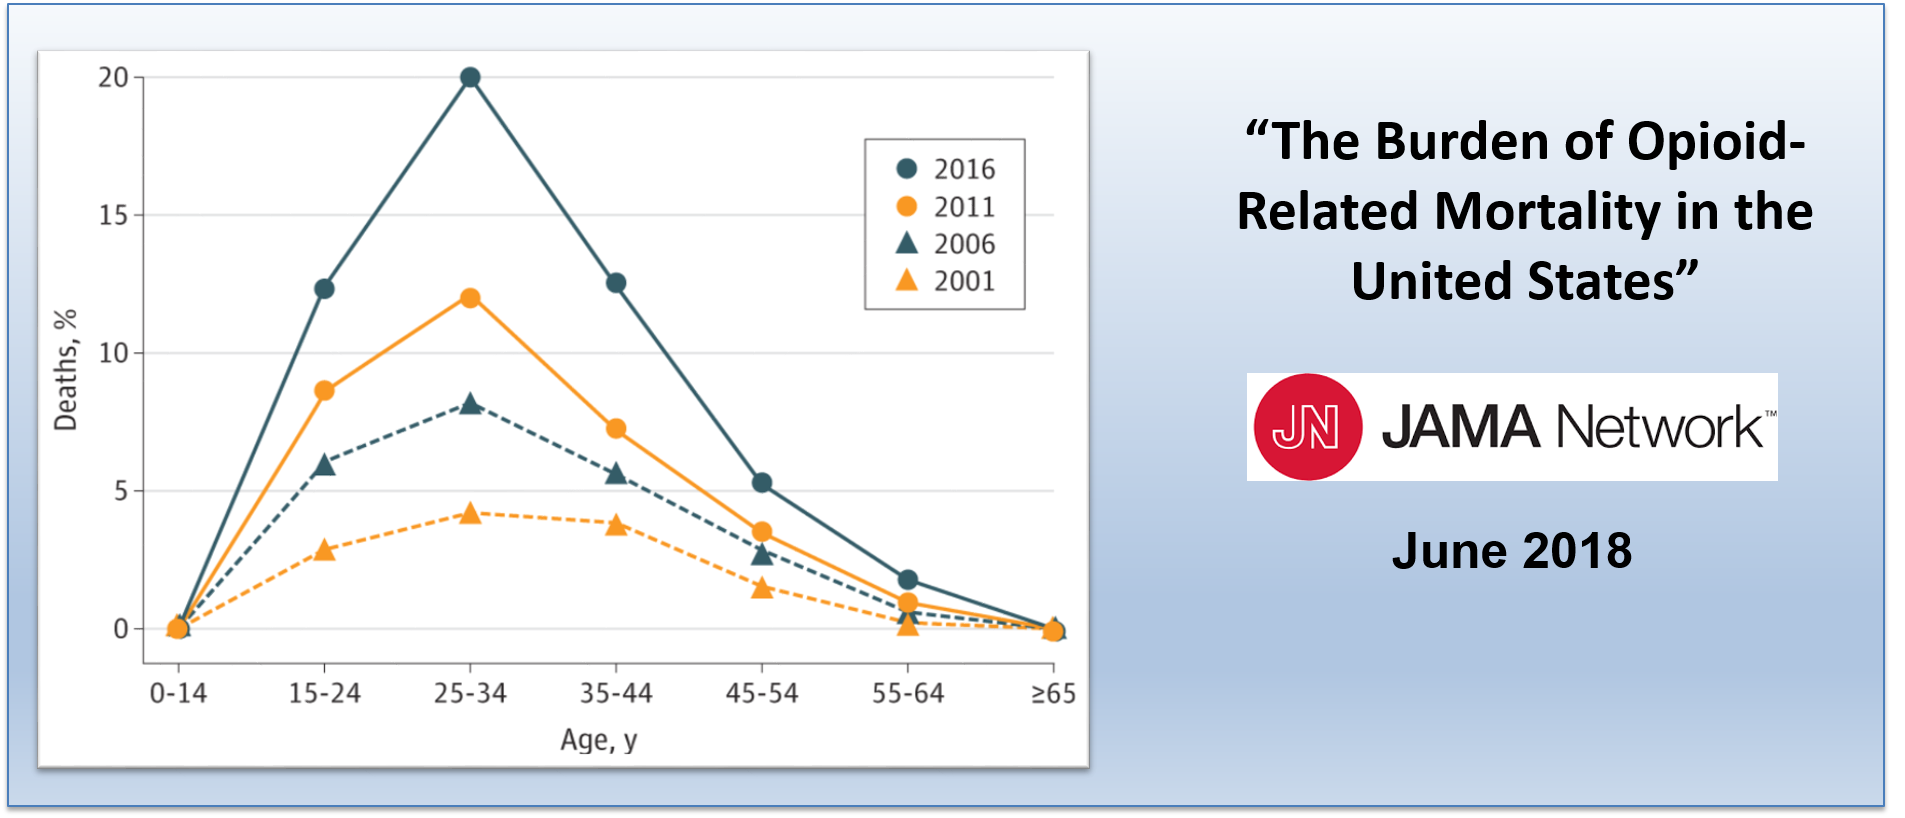 20
15
10
5
0
Deaths, %
0-14 15-24 25-34 35-44 45-54 55-64 ≥65
Age, y
2016
2011
2006
2001
“The Burden of Opioid-
Related Mortality in the
United States”
JN JAMA Network™
June 2018